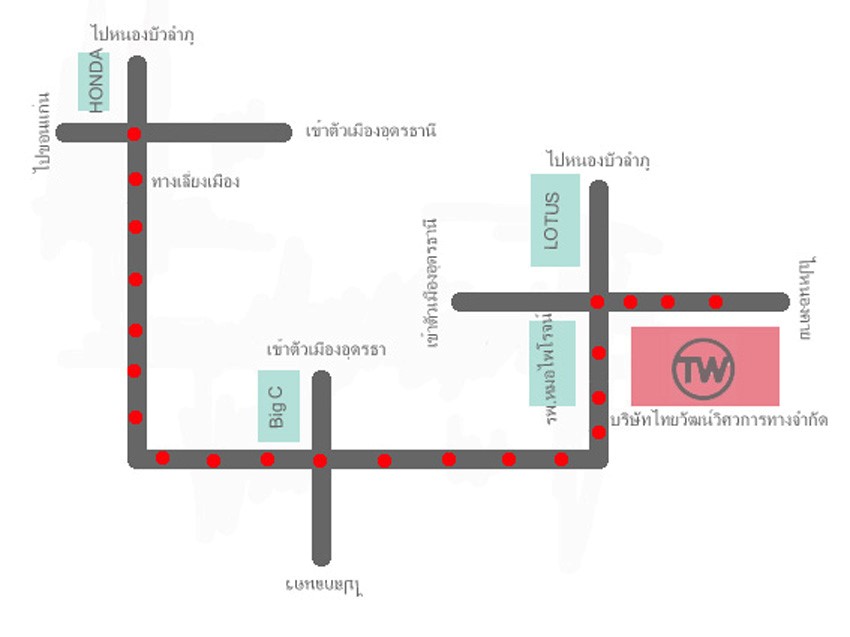 ไปหนองบัวลำภู
HONDA
ไปขอนแก่น
เข้าตัวเมืองอุดรธานี
ทางเลี่ยงเมือง
ไปหนองบัวลำภู
LOTUS
เข้าตัวเมืองอุดรธานี
ไปหนองคาย
รพ.หมอไพโรจน์
TW
บริษัทไทยวัฒน์วิศวการทางจำกัด
เข้าตัวเมืองอุดรธา
Big C
ไปสกลนคร